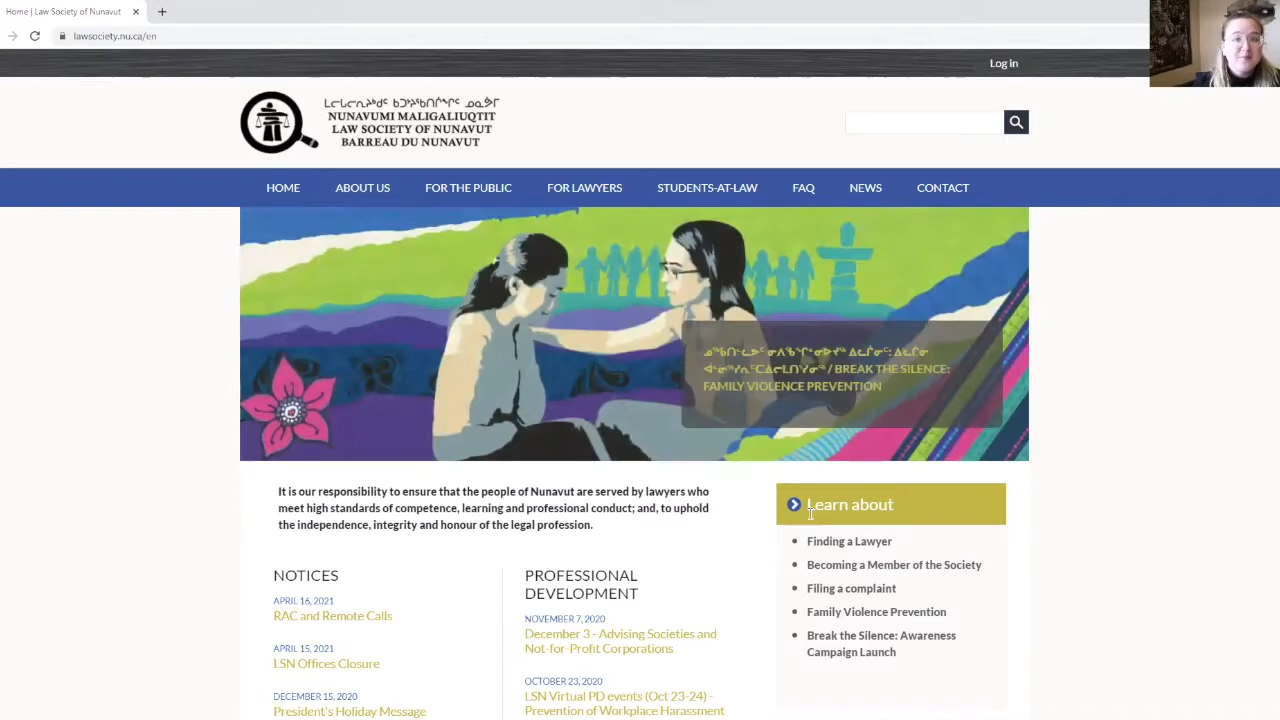 Home | Law Society of Nunavut
lawsociety.nu.ca/en
Log in
NUNAVUMI MALIGALIUQTIT
LAW SOCIETY OF NUNAVUT
BARREAU DU NUNAVUT
HOME
ABOUT US
FOR THE PUBLIC
FOR LAWYERS
STUDENTS-AT-LAW
FAQ
NEWS
CONTACT
/ BREAK THE SILENCE:
FAMILY VIOLENCE PREVENTION
It is our responsibility to ensure that the people of Nunavut are served by lawyers who
meet high standards of competence, learning and professional conduct; and, to uphold
the independence, integrity and honour of the legal profession.
NOTICES
APRIL 16, 2021
RAC and Remote Calls
APRIL 15, 2021
LSN Offices Closure
DECEMBER 15, 2020
President's Holiday Message
PROFESSIONAL
DEVELOPMENT
NOVEMBER 7, 2020
December 3 - Advising Societies and
Not-for-Profit Corporations
OCTOBER 23, 2020
LSN Virtual PD events (Oct 23-24) -
Prevention of Workplace Harassment
Learn about
Finding a Lawyer
Becoming a Member of the Society
Filing a complaint
Family Violence Prevention
Break the Silence: Awareness
Campaign Launch